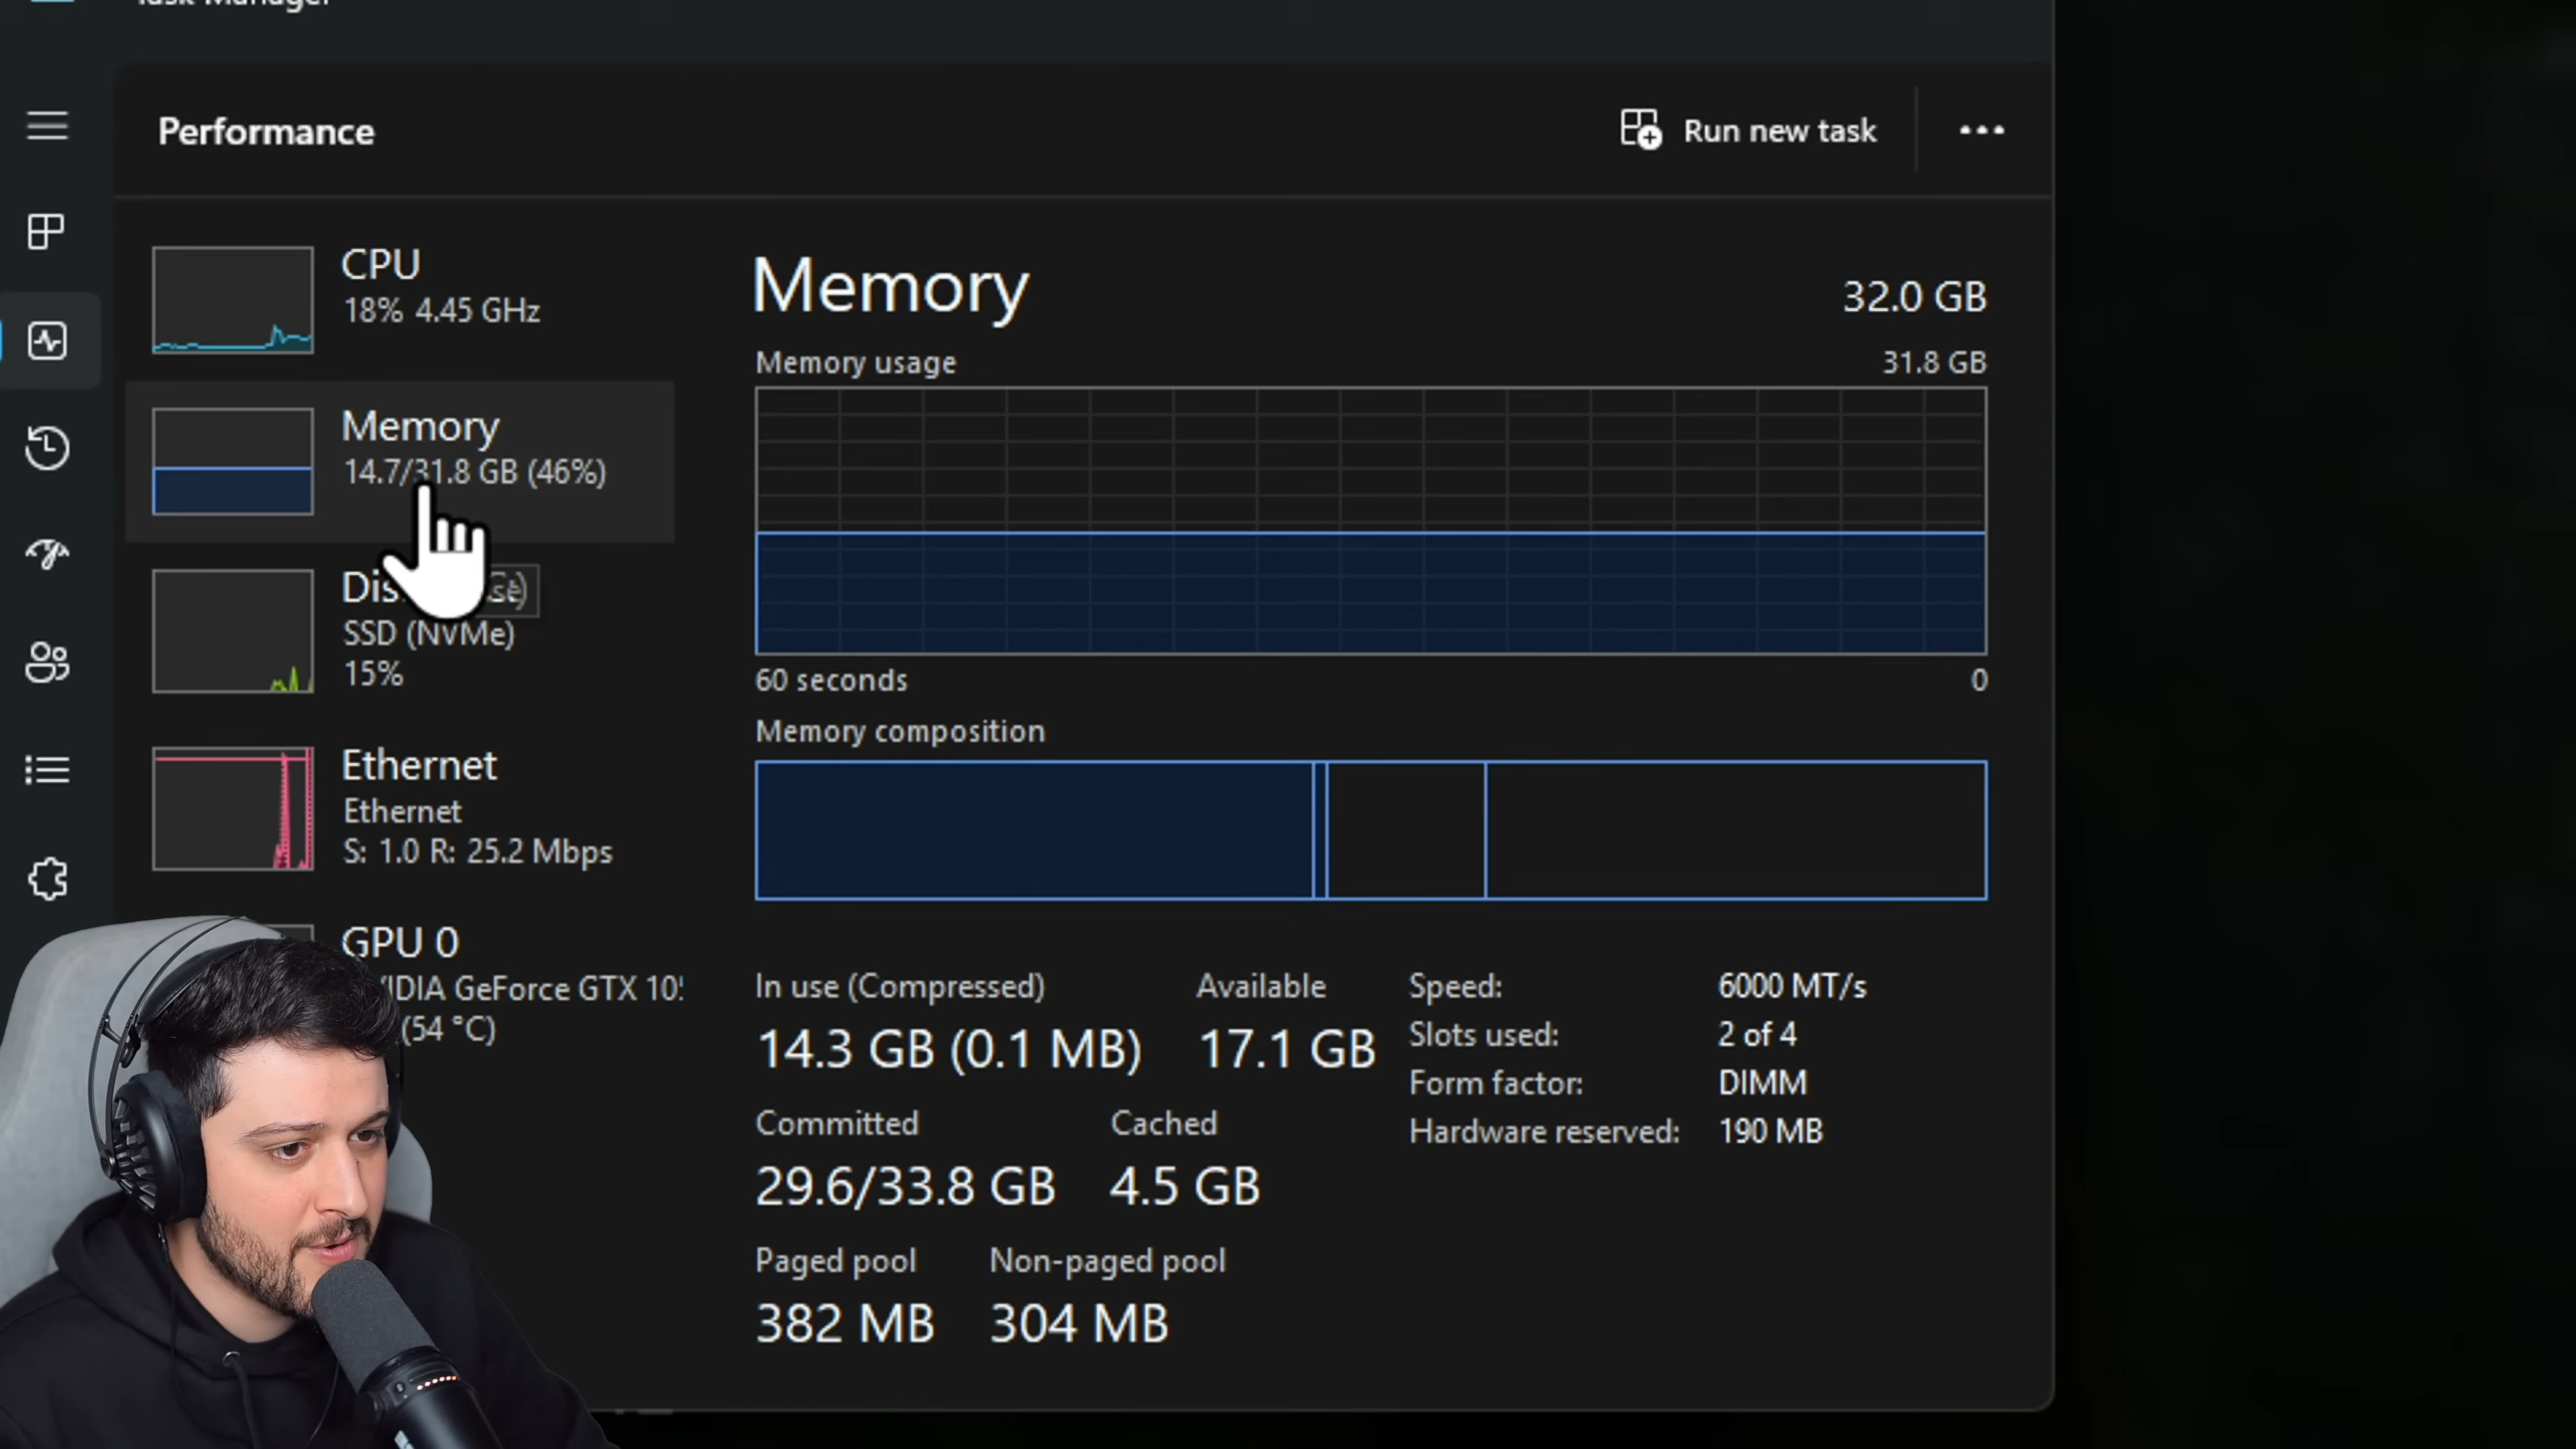 Task Manager
Performance
Run new task
CPU
18% 4.45 GHz
Memory
14.7/31.8 GB (46%)
SSD (NVMe)
15%
Ethernet
Ethernet
S: 1.0 R: 25.2 Mbps
GPU 0
GeForce GTX
(54 °C)
Memory
32.0 GB
Memory usage
31.8 GB
60 seconds
0
Memory composition
In use (Compressed)
14.3 GB (0.1 MB)
Available
17.1 GB
Committed
29.6/33.8 GB
Cached
4.5 GB
Paged pool
382 MB
Non-paged pool
304 MB
Speed: 6000 MT/s
Slots used: 2 of 4
Form factor: DIMM
Hardware reserved: 190 MB